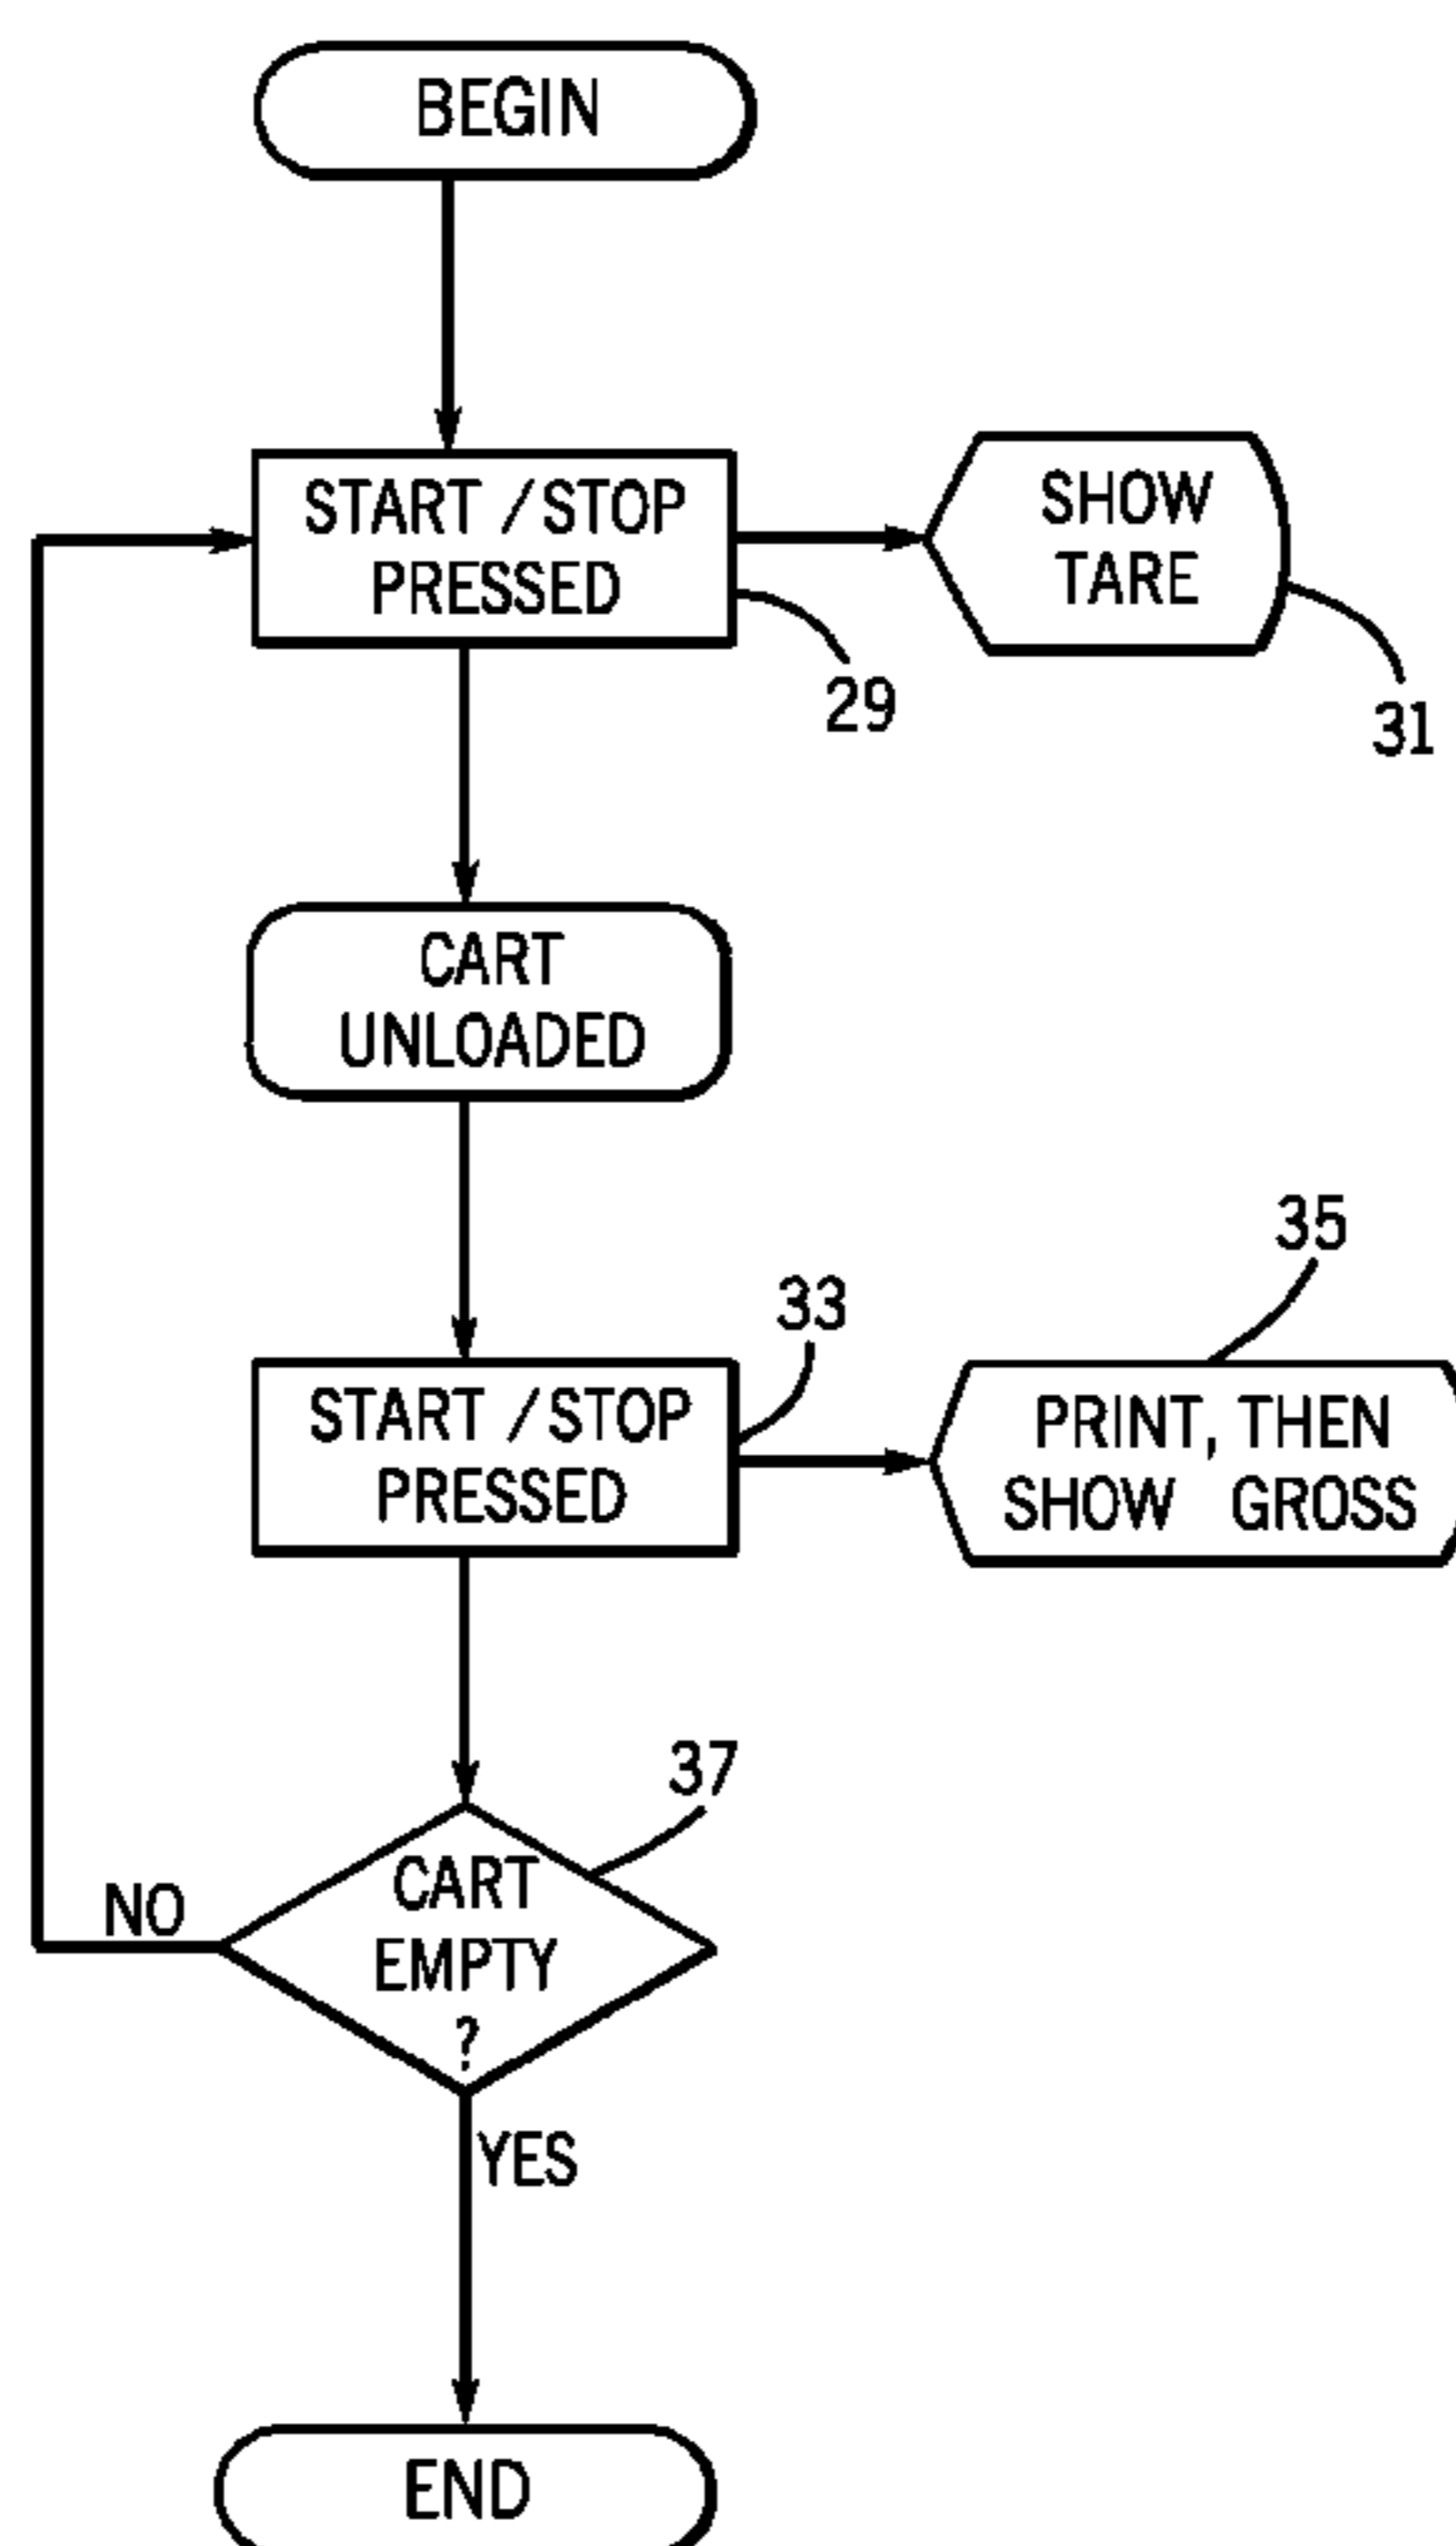 BEGIN
START / STOP
PRESSED
29
SHOW
TARE
31
CART
UNLOADED
33
START / STOP
PRESSED
35
PRINT, THEN
SHOW GROSS
37
CART
EMPTY
?
NO
YES
END